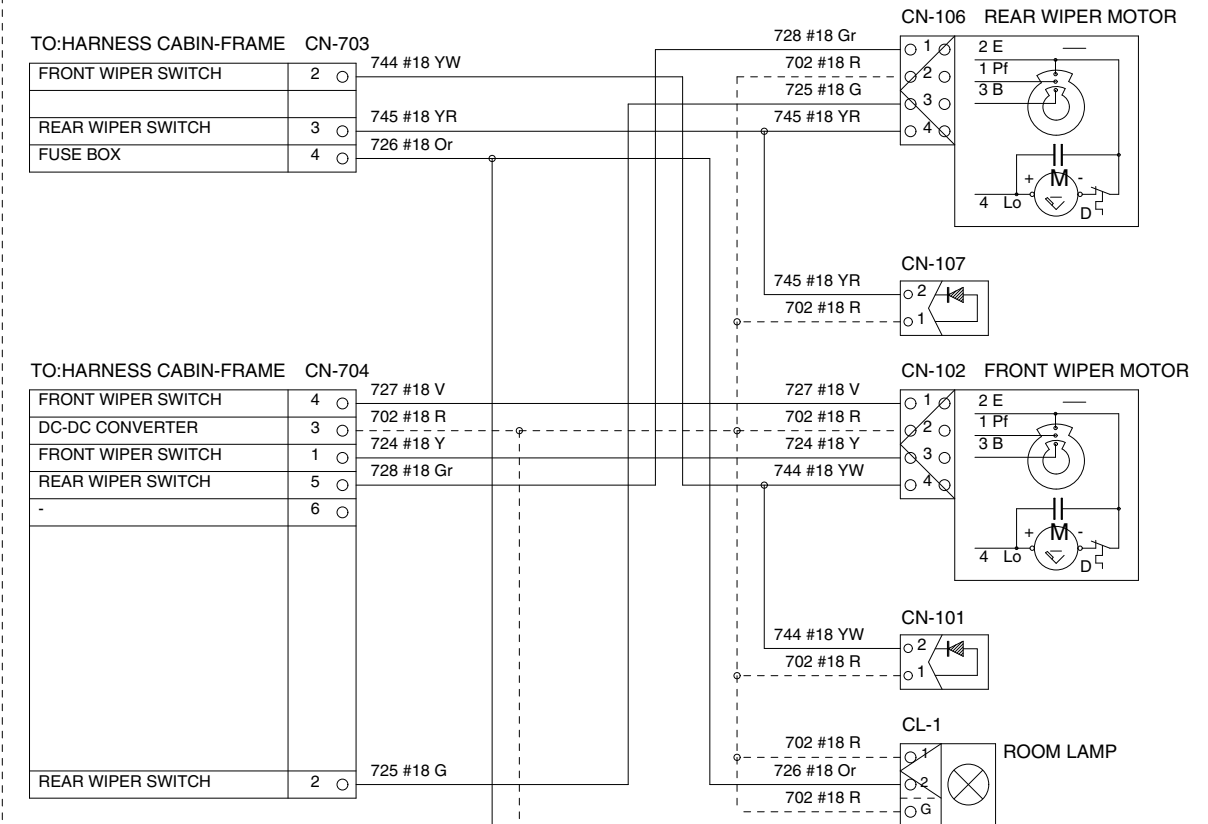 CN-106 REAR WIPER MOTOR
TO:HARNESS CABIN-FRAME CN-703
FRONT WIPER SWITCH 2
744 #18 YW
REAR WIPER SWITCH 3
745 #18 YR
FUSE BOX 4
726 #18 Or
728 #18 Gr
702 #18 R
725 #18 G
745 #18 YR
1
2
3
4
2 E
1 Pf
3 B
+ M -
4 Lo
D
CN-107
745 #18 YR
2
702 #18 R
1
TO:HARNESS CABIN-FRAME CN-704
FRONT WIPER SWITCH 4
727 #18 V
DC-DC CONVERTER 3
702 #18 R
FRONT WIPER SWITCH 1
724 #18 Y
REAR WIPER SWITCH 5
728 #18 Gr
- 6
CN-102 FRONT WIPER MOTOR
727 #18 V
702 #18 R
724 #18 Y
744 #18 YW
1
2
3
4
2 E
1 Pf
3 B
+ M -
4 Lo
D
CN-101
744 #18 YW
2
702 #18 R
1
REAR WIPER SWITCH 2
725 #18 G
CL-1
ROOM LAMP
702 #18 R
1
726 #18 Or
2
702 #18 R
G